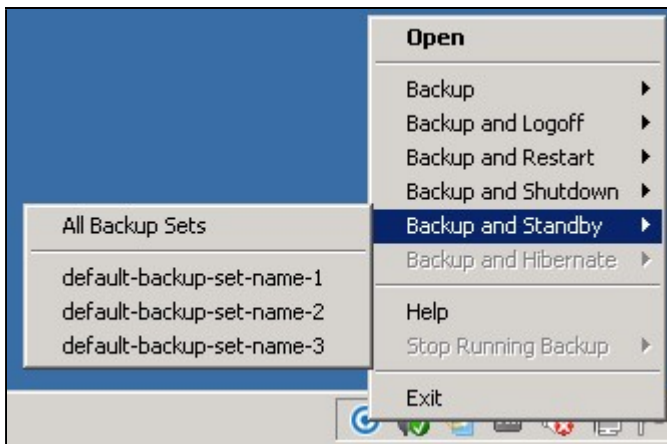 Open
Backup
Backup and Logoff
Backup and Restart
Backup and Shutdown
Backup and Standby
Backup and Hibernate
Help
Stop Running Backup
Exit
All Backup Sets
default-backup-set-name-1
default-backup-set-name-2
default-backup-set-name-3